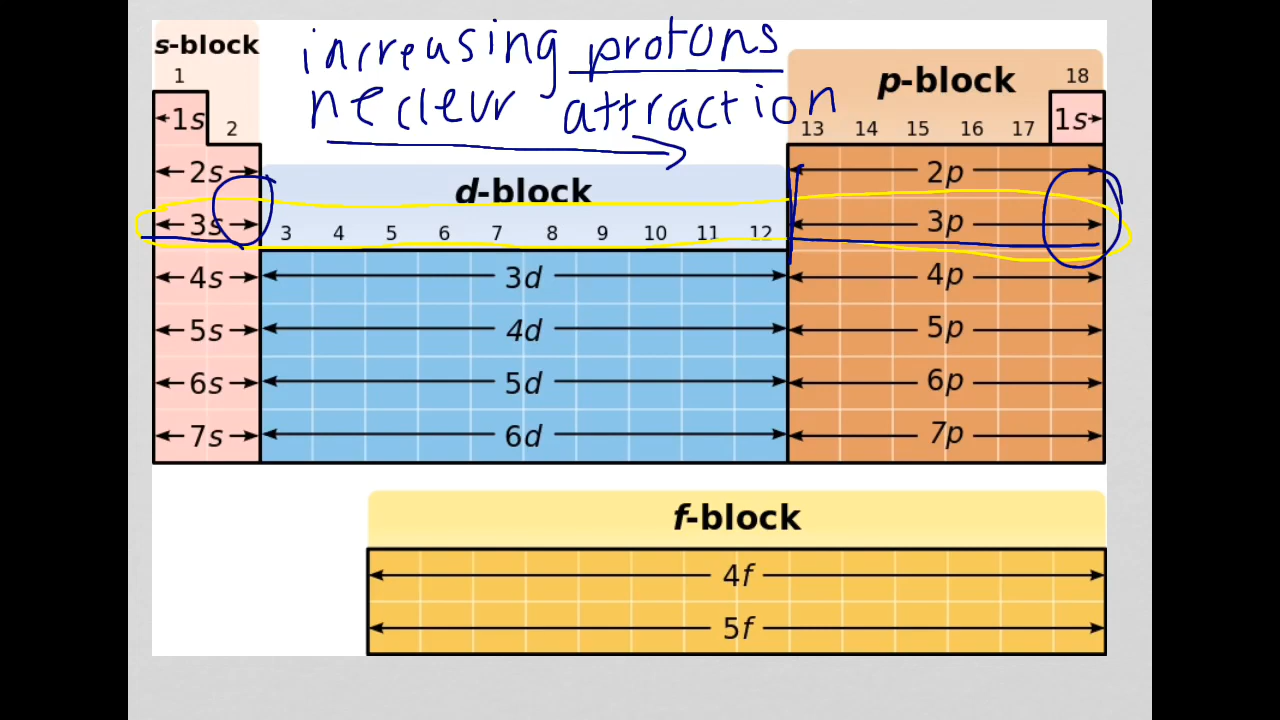 s-block
increasing protons
p-block
1
18
necleur attraction
1s
2
13 14 15 16 17
1s
2s
2p
d-block
3s
3 4 5 6 7 8 9 10 11 12
3p
4s
3d
4p
5s
4d
5p
6s
5d
6p
7s
6d
7p
f-block
4f
5f